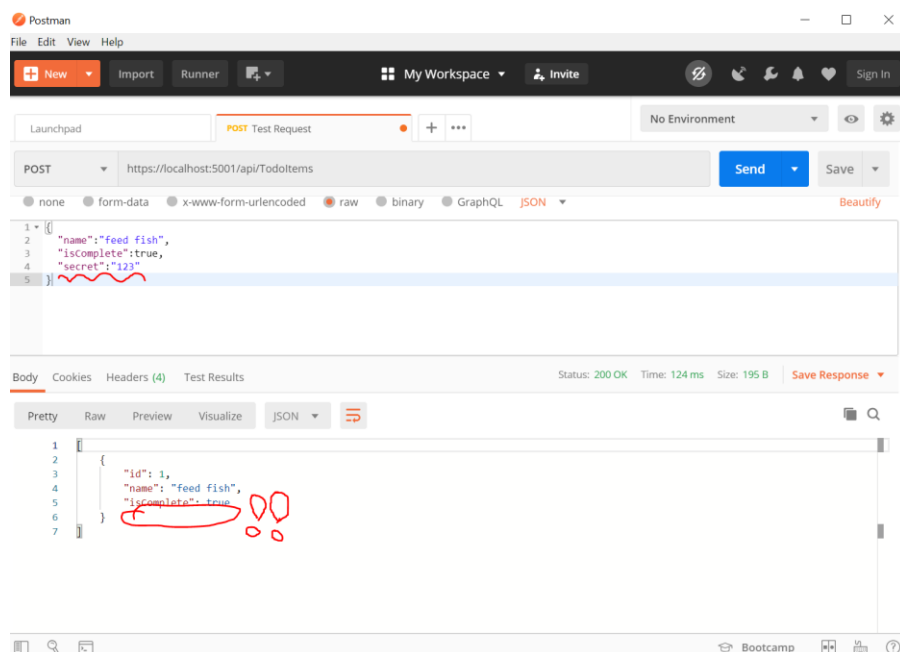 Postman
File Edit View Help
New Import Runner My Workspace Invite Sign In
Launchpad POST Test Request No Environment
POST https://localhost:5001/api/TodoItems Send Save
none form-data x-www-form-urlencoded raw binary GraphQL JSON Beautify
1 {
2 "name":"feed fish",
3 "isComplete":true,
4 "secret":"123"
5 }
Body Cookies Headers (4) Test Results Status: 200 OK Time: 124 ms Size: 195 B Save Response
Pretty Raw Preview Visualize JSON
1 [
2 {
3 "id": 1,
4 "name": "feed fish",
5 "isComplete": true
6 }
7 ]
!!
Bootcamp